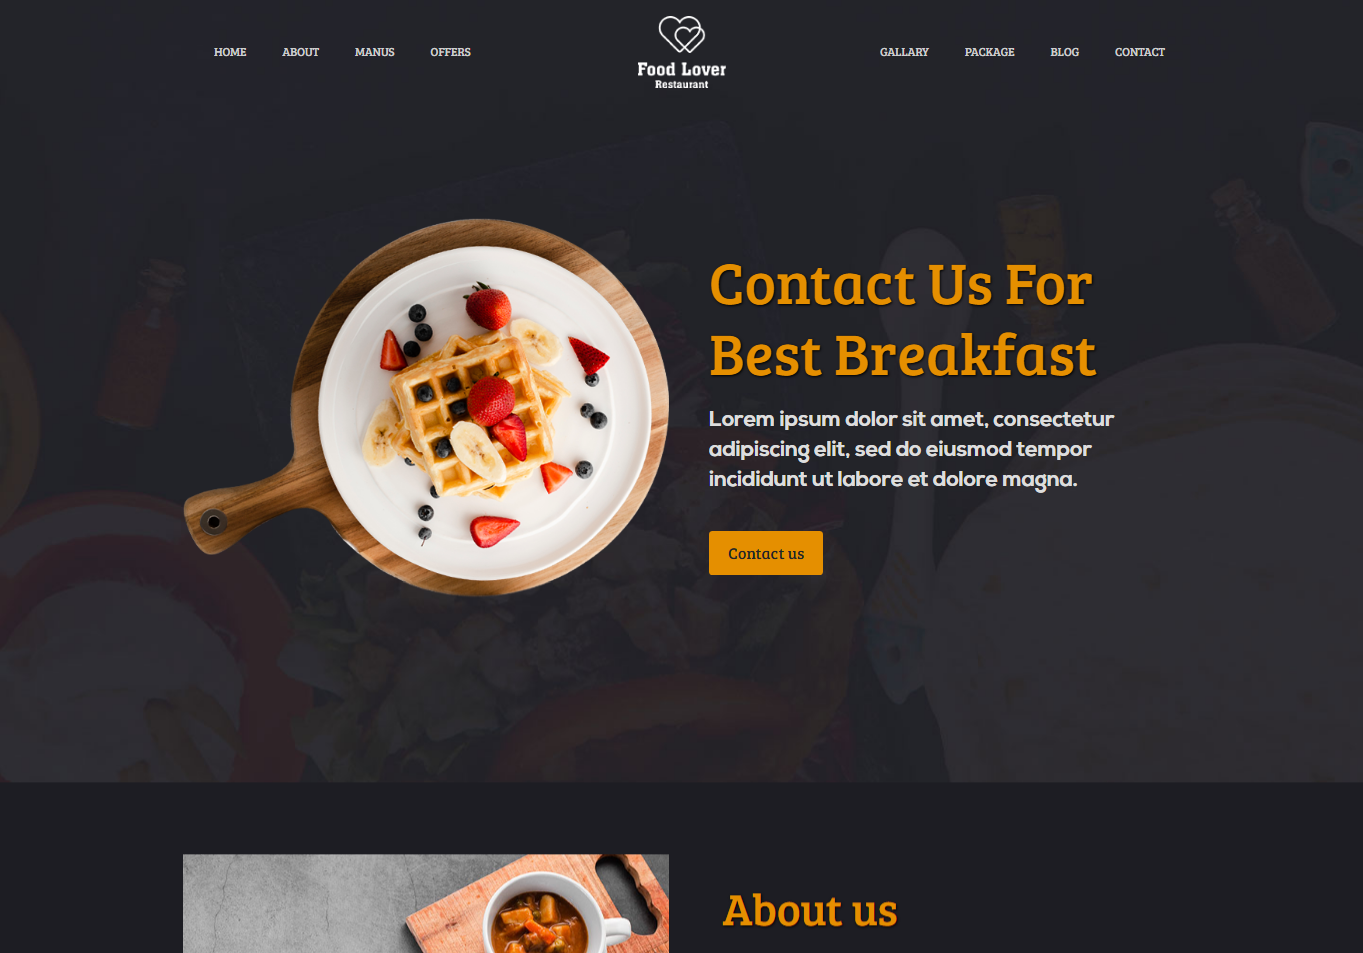 HOME ABOUT MANUS OFFERS
Food Lover
Restaurant
GALLARY PACKAGE BLOG CONTACT
Contact Us For
Best Breakfast
Lorem ipsum dolor sit amet, consectetur
adipiscing elit, sed do eiusmod tempor
incididunt ut labore et dolore magna.
Contact us
About us